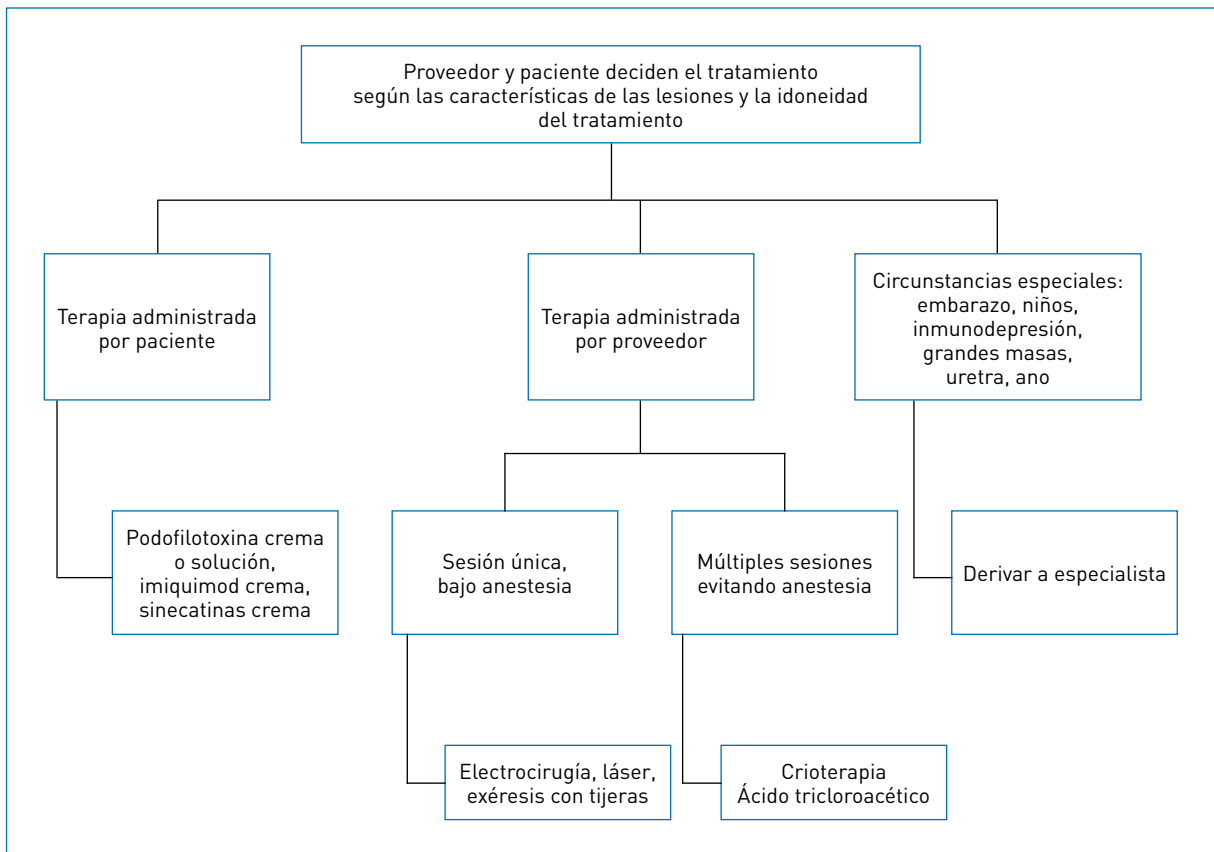 Proveedor y paciente deciden el tratamiento
según las características de las lesiones y la idoneidad
del tratamiento
Terapia administrada
por paciente
Terapia administrada
por proveedor
Circunstancias especiales:
embarazo, niños,
inmunodepresión,
grandes masas,
uretra, ano
Podofilotoxina crema
o solución,
imiquimod crema,
sinecatinas crema
Sesión única,
bajo anestesia
Múltiples sesiones
evitando anestesia
Derivar a especialista
Electrocirugía, láser,
exéresis con tijeras
Crioterapia
Ácido tricloroacético